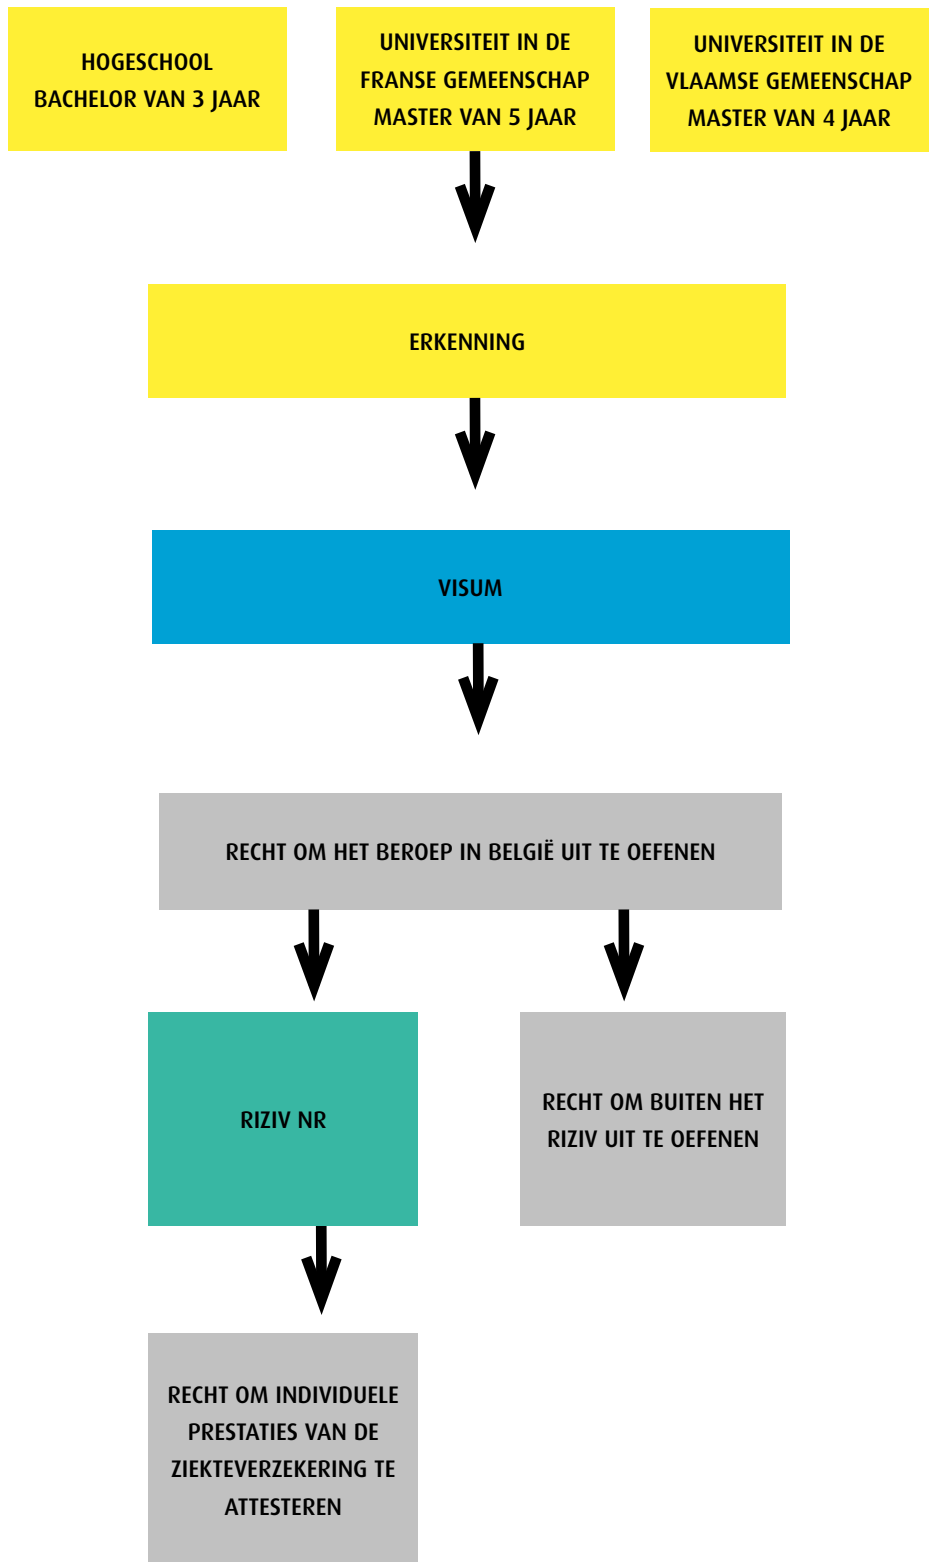 HOGESCHOOL
BACHELOR VAN 3 JAAR
UNIVERSITEIT IN DE
FRANSE GEMEENSCHAP
MASTER VAN 5 JAAR
UNIVERSITEIT IN DE
VLAAMSE GEMEENSCHAP
MASTER VAN 4 JAAR
ERKENNING
VISUM
RECHT OM HET BEROEP IN BELGIË UIT TE OEFENEN
RIZIV NR
RECHT OM BUITEN HET
RIZIV UIT TE OEFENEN
RECHT OM INDIVIDUELE
PRESTATIES VAN DE
ZIEKTEVERZEKERING TE
ATTESTEREN